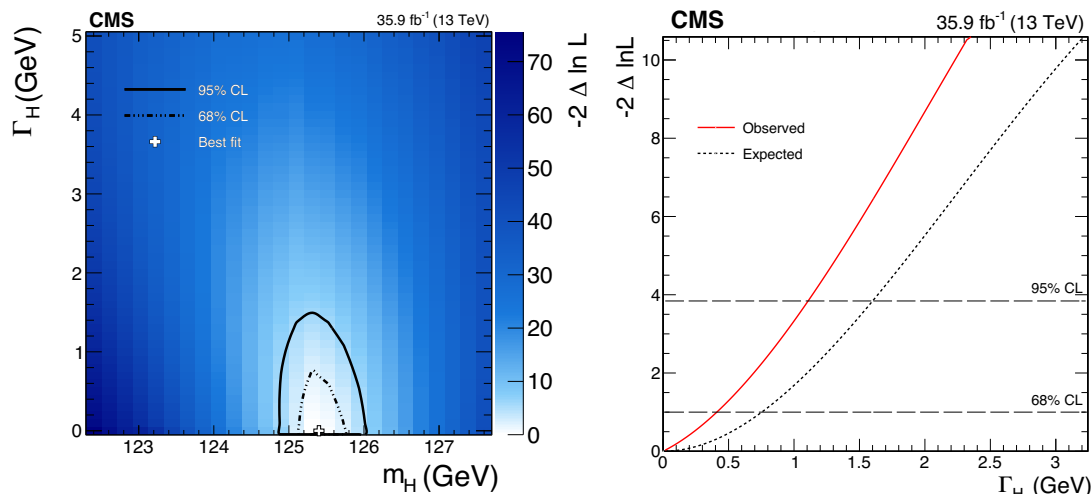 CMS
35.9 fb⁻¹ (13 TeV)
Γ_H (GeV)
5
4
3
2
1
0
95% CL
68% CL
Best fit
123
124
125
126
127
m_H (GeV)
70
60
50
40
30
20
10
0
-2 Δ ln L
CMS
35.9 fb⁻¹ (13 TeV)
-2 Δ lnL
10
8
6
4
2
0
Observed
Expected
95% CL
68% CL
0
0.5
1
1.5
2
2.5
3
Γ_H (GeV)